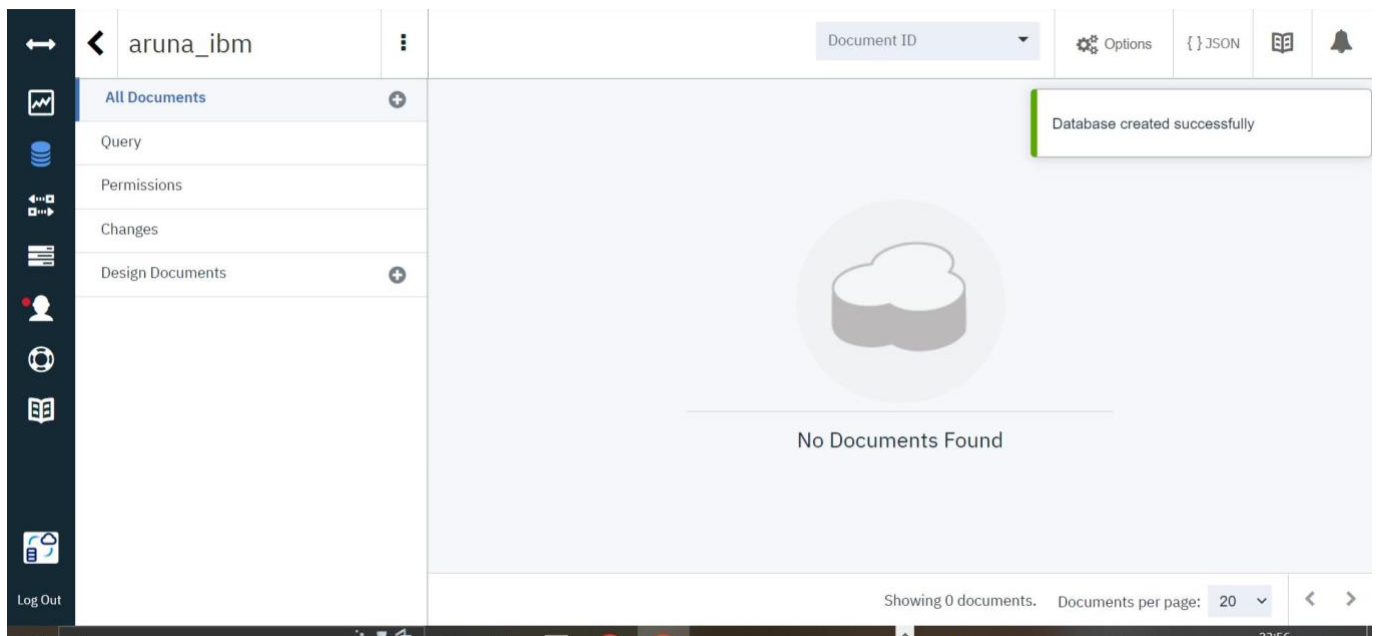 aruna_ibm
Document ID
Options
{ } JSON
All Documents
Database created successfully
Query
Permissions
Changes
Design Documents
No Documents Found
Log Out
Showing 0 documents.
Documents per page: 20